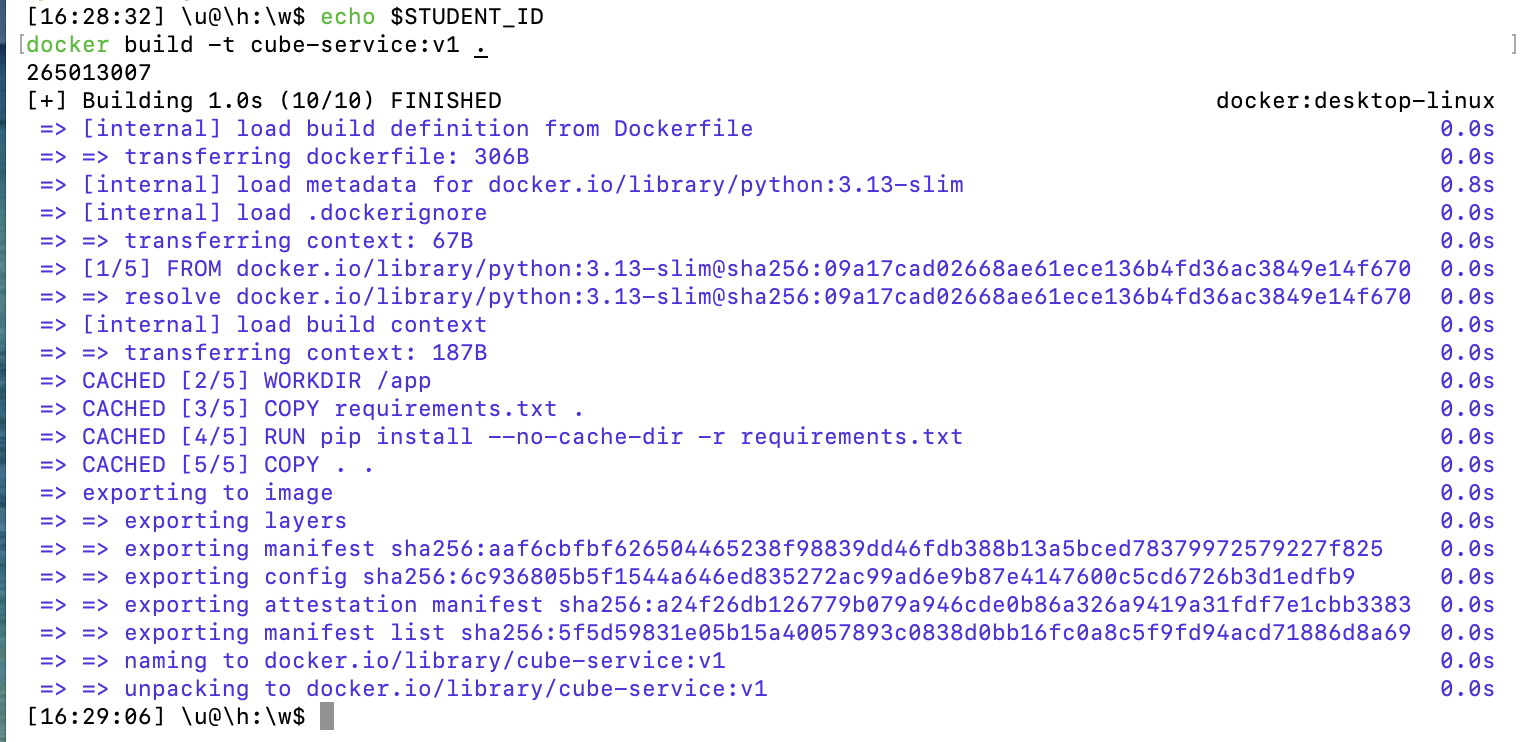 [16:28:32] \u@\h:\w$ echo $STUDENT_ID
[docker build -t cube-service:v1 . ]
265013007
[+] Building 1.0s (10/10) FINISHED docker:desktop-linux
=> [internal] load build definition from Dockerfile 0.0s
=> => transferring dockerfile: 306B 0.0s
=> [internal] load metadata for docker.io/library/python:3.13-slim 0.8s
=> [internal] load .dockerignore 0.0s
=> => transferring context: 67B 0.0s
=> [1/5] FROM docker.io/library/python:3.13-slim@sha256:09a17cad02668ae61ece136b4fd36ac3849e14f670 0.0s
=> => resolve docker.io/library/python:3.13-slim@sha256:09a17cad02668ae61ece136b4fd36ac3849e14f670 0.0s
=> [internal] load build context 0.0s
=> => transferring context: 187B 0.0s
=> CACHED [2/5] WORKDIR /app 0.0s
=> CACHED [3/5] COPY requirements.txt . 0.0s
=> CACHED [4/5] RUN pip install --no-cache-dir -r requirements.txt 0.0s
=> CACHED [5/5] COPY . . 0.0s
=> exporting to image 0.0s
=> => exporting layers 0.0s
=> => exporting manifest sha256:aaf6cbfbf626504465238f98839dd46fdb388b13a5bced78379972579227f825 0.0s
=> => exporting config sha256:6c936805b5f1544a646ed835272ac99ad6e9b87e4147600c5cd6726b3d1edfb9 0.0s
=> => exporting attestation manifest sha256:a24f26db126779b079a946cde0b86a326a9419a31fdf7e1cbb3383 0.0s
=> => exporting manifest list sha256:5f5d59831e05b15a40057893c0838d0bb16fc0a8c5f9fd94acd71886d8a69 0.0s
=> => naming to docker.io/library/cube-service:v1 0.0s
=> => unpacking to docker.io/library/cube-service:v1 0.0s
[16:29:06] \u@\h:\w$